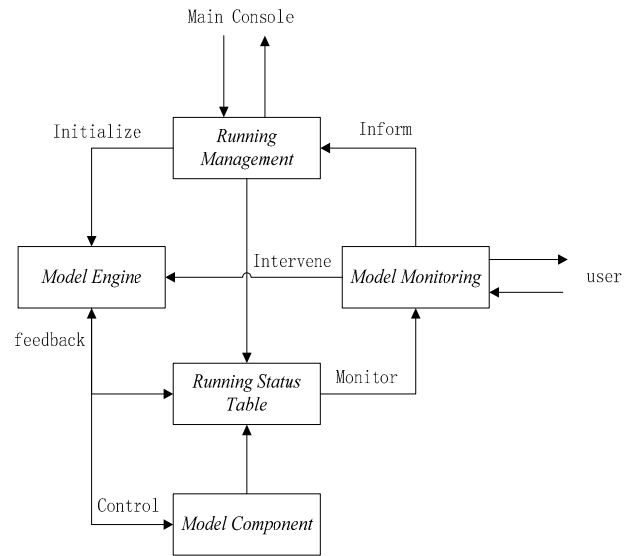 Main Console
Initialize
Running
Management
Inform
Model Engine
Intervene
Model Monitoring
user
feedback
Running Status
Table
Monitor
Control
Model Component